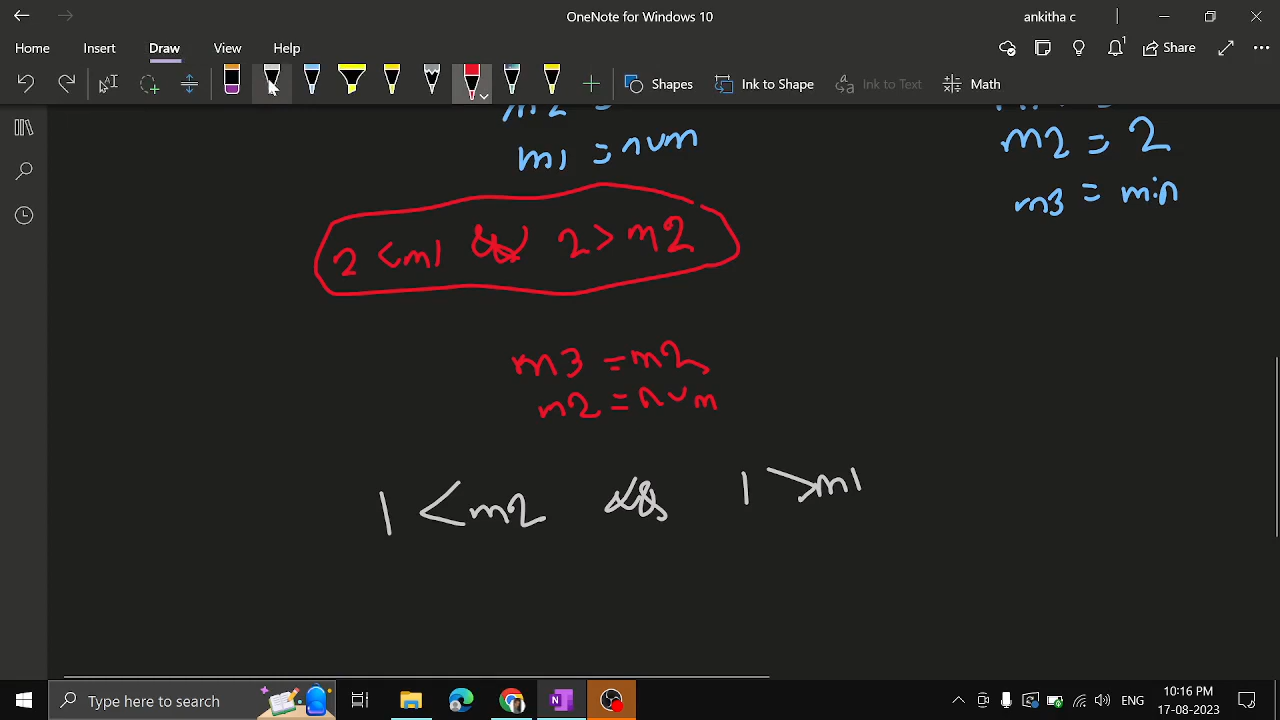 OneNote for Windows 10
ankitha c
Home Insert Draw View Help
Share
Shapes Ink to Shape Ink to Text Math
m2 =
m1 = num
m2 = 2
m3 = min
2 < m1 && 2 > m2
m3 = m2
m2 = num
1 < m2 && 1 > m1
Type here to search
ENG
10:16 PM
17-08-2023